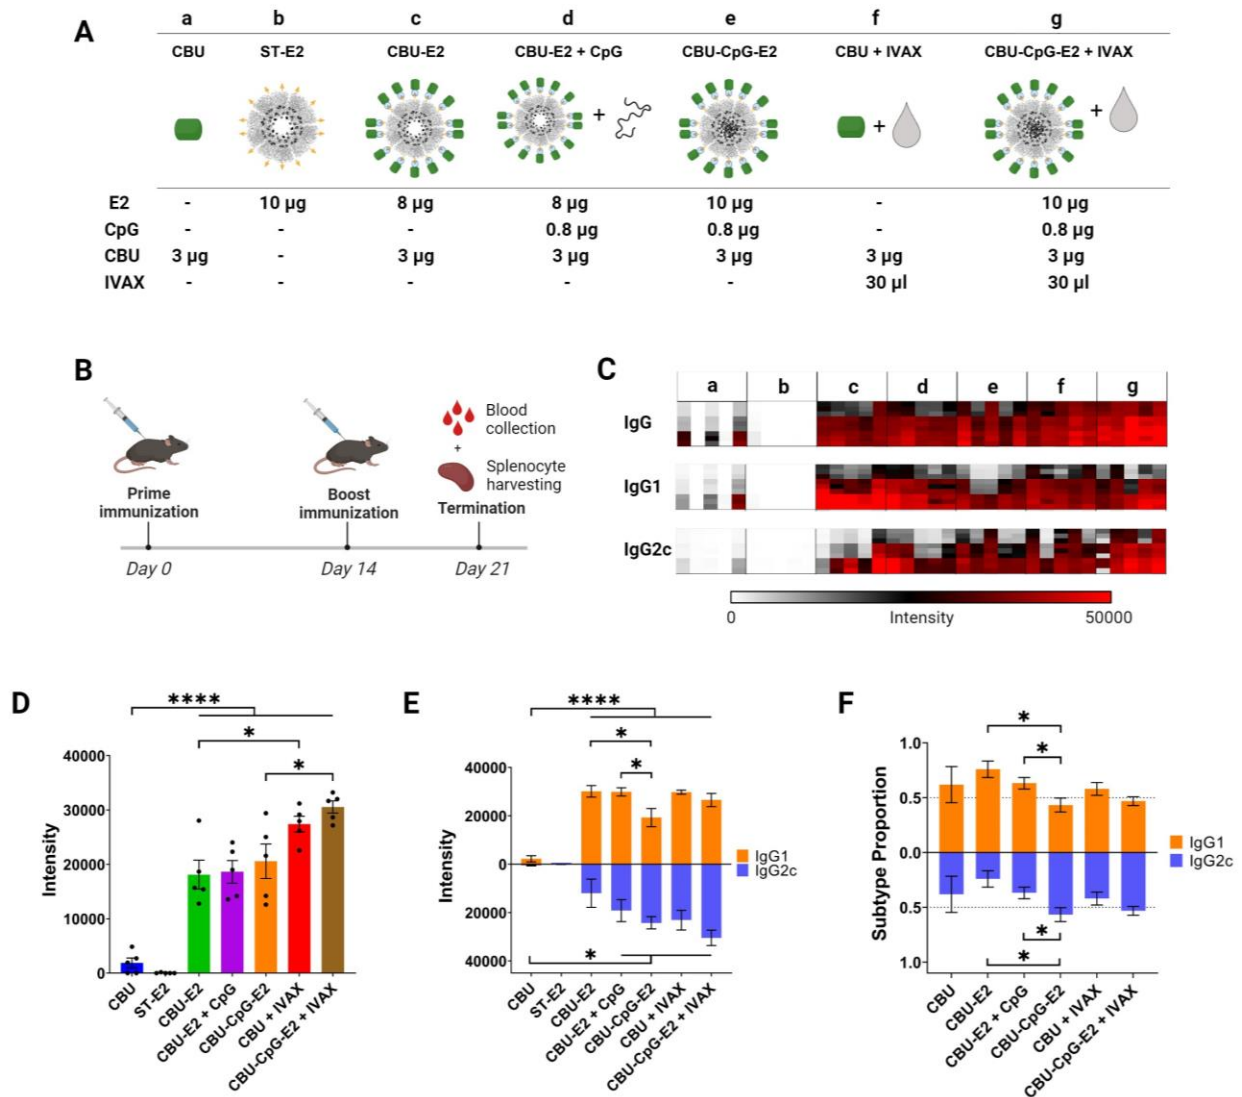 A
a b c d e f g
CBU ST-E2 CBU-E2 CBU-E2 + CpG CBU-CpG-E2 CBU + IVAX CBU-CpG-E2 + IVAX
+ + +
E2 - 10 µg 8 µg 8 µg 10 µg - 10 µg
CpG - - - 0.8 µg 0.8 µg - 0.8 µg
CBU 3 µg - 3 µg 3 µg 3 µg 3 µg 3 µg
IVAX - - - - - 30 µl 30 µl
B
Blood
collection
+
Splenocyte
harvesting
Prime
immunization
Boost
immunization
Termination
Day 0 Day 14 Day 21
C
a b c d e f g
IgG
IgG1
IgG2c
0 Intensity 50000
D
****
*
*
40000
30000
20000
10000
0
Intensity
CBU ST-E2 CBU-E2 CBU-E2 + CpG CBU-CpG-E2 CBU + IVAX CBU-CpG-E2 + IVAX
E
****
*
*
40000
20000
0
20000
40000
Intensity
*
IgG1
IgG2c
CBU ST-E2 CBU-E2 CBU-E2 + CpG CBU-CpG-E2 CBU + IVAX CBU-CpG-E2 + IVAX
F
*
*
1.0
0.5
0.0
0.5
1.0
Subtype Proportion
*
*
IgG1
IgG2c
CBU CBU-E2 CBU-E2 + CpG CBU-CpG-E2 CBU + IVAX CBU-CpG-E2 + IVAX